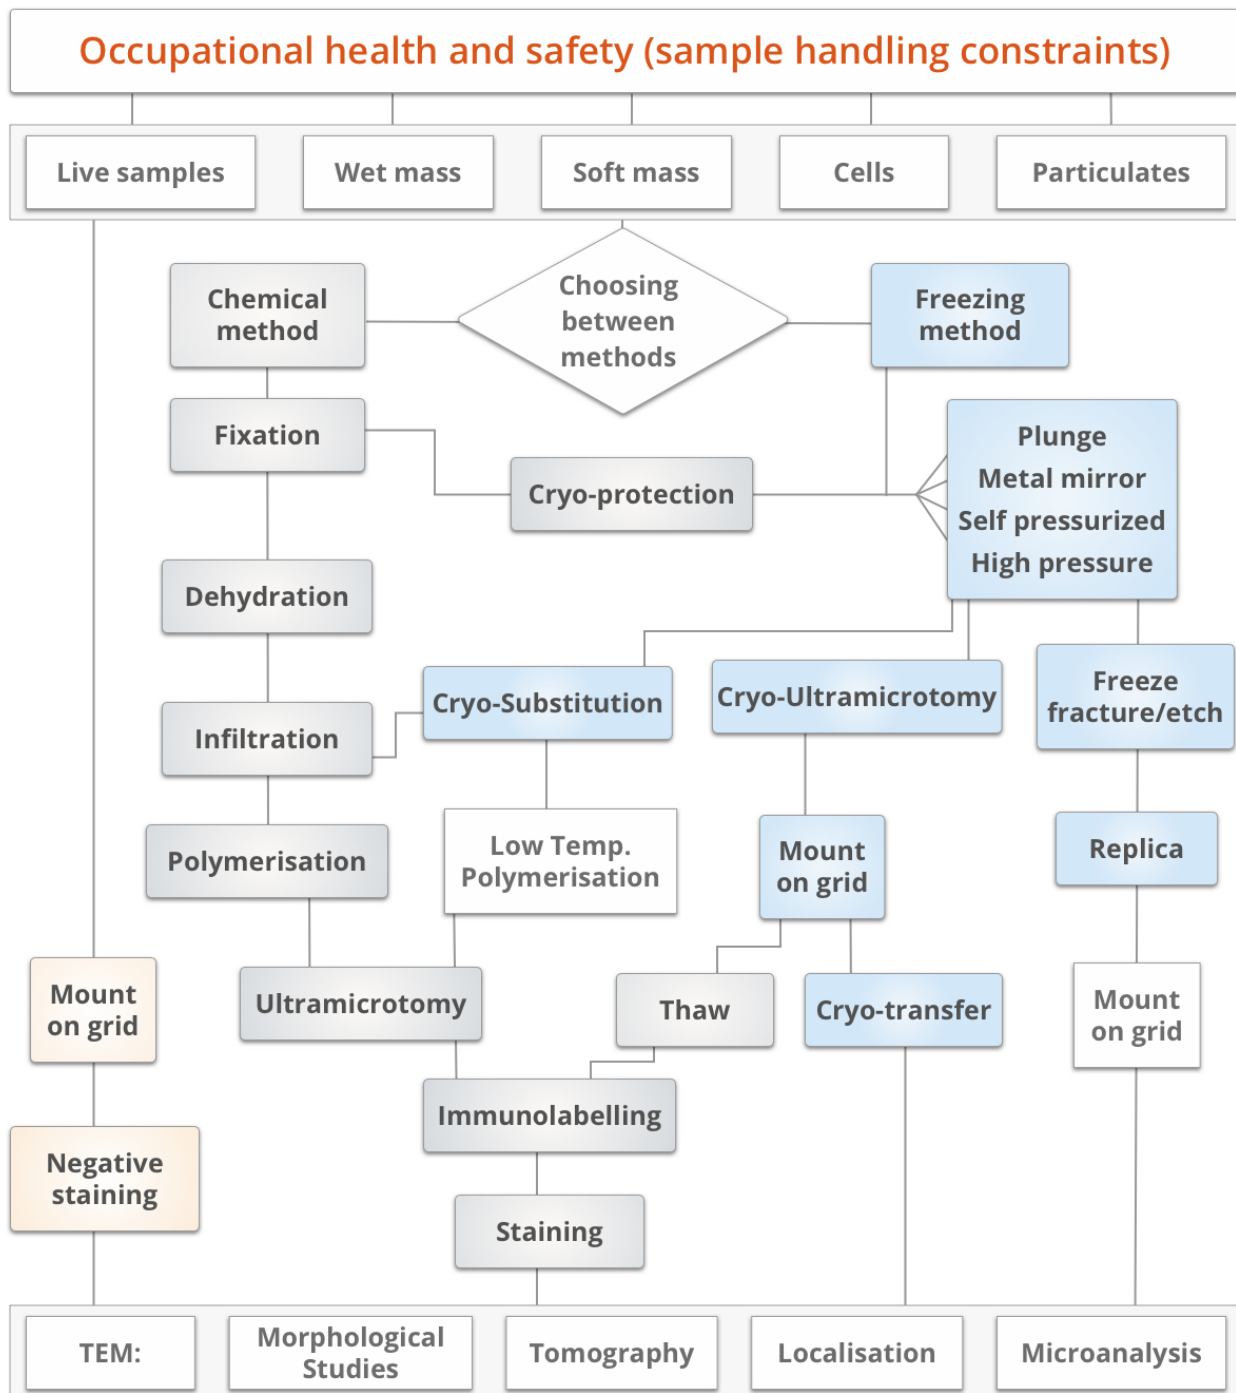 Occupational health and safety (sample handling constraints)
Live samples
Wet mass
Soft mass
Cells
Particulates
Choosing
between
methods
Chemical
method
Freezing
method
Fixation
Cryo-protection
Plunge
Metal mirror
Self pressurized
High pressure
Dehydration
Cryo-Substitution
Cryo-Ultramicrotomy
Freeze
fracture/etch
Infiltration
Polymerisation
Low Temp.
Polymerisation
Mount
on grid
Replica
Mount
on grid
Ultramicrotomy
Thaw
Cryo-transfer
Mount
on grid
Immunolabelling
Negative
staining
Staining
TEM:
Morphological
Studies
Tomography
Localisation
Microanalysis